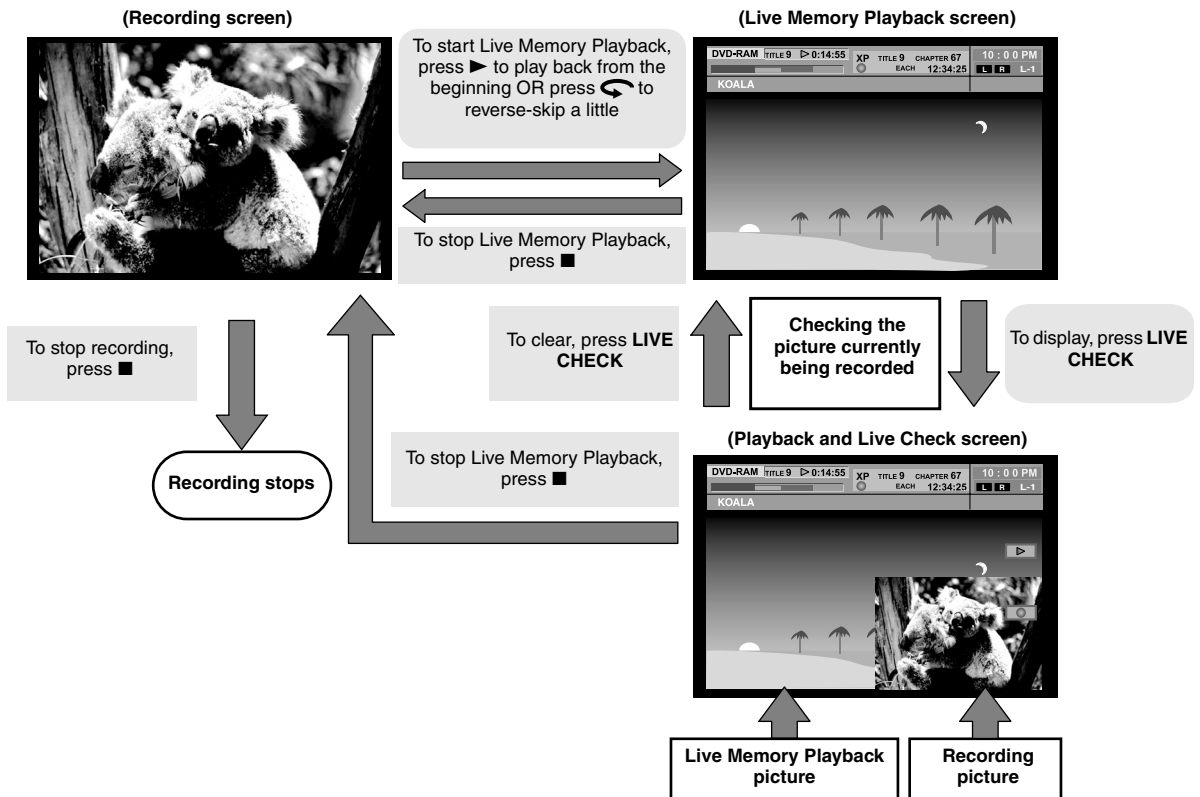 (Recording screen)
(Live Memory Playback screen)
To start Live Memory Playback,
press ► to play back from the
beginning OR press ↶ to
reverse-skip a little
DVD-RAM TITLE 9 ▷ 0:14:55 XP TITLE 9 CHAPTER 67 10:00 PM
EACH 12:34:25 L R L-1
KOALA
To stop Live Memory Playback,
press ■
To stop recording,
press ■
To clear, press LIVE
CHECK
Checking the
picture currently
being recorded
To display, press LIVE
CHECK
Recording stops
To stop Live Memory Playback,
press ■
(Playback and Live Check screen)
DVD-RAM TITLE 9 ▷ 0:14:55 XP TITLE 9 CHAPTER 67 10:00 PM
EACH 12:34:25 L R L-1
KOALA
Live Memory Playback
picture
Recording
picture